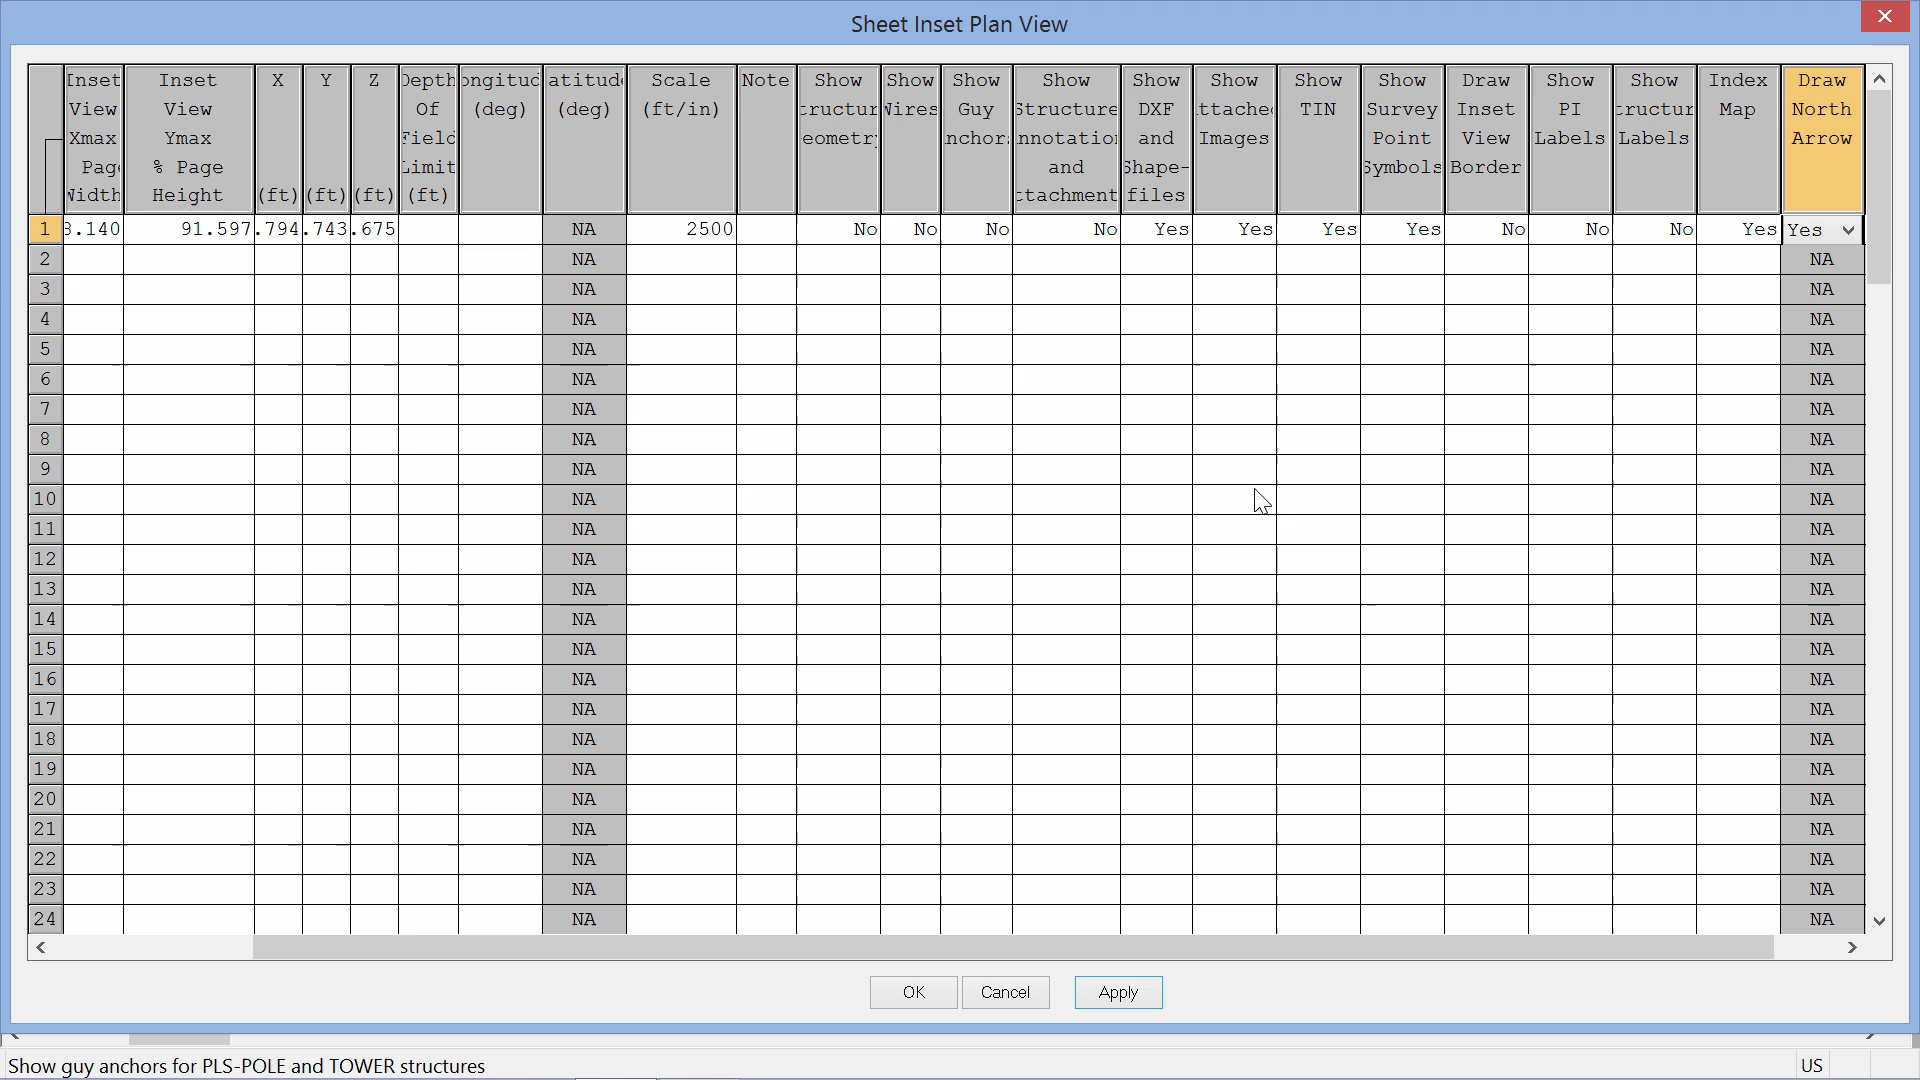 Sheet Inset Plan View
Inset View Xmax Width
Inset View Ymax % Page Height
X (ft)
Y (ft)
Z (ft)
Depth Of Field Limit (ft)
(deg)
(deg)
Scale (ft/in)
Note
Show
Show Wires
Show Guy
Show Structure and
Show DXF and Shape- files
Show Images
Show TIN
Show Survey Point Symbols
Draw Inset View Border
Show PI Labels
Show Labels
Index Map
Draw North Arrow
1 3.140 91.597 .794 .743 .675 NA 2500 No No No No Yes Yes Yes Yes No No No Yes Yes
2 NA NA
3 NA NA
4 NA NA
5 NA NA
6 NA NA
7 NA NA
8 NA NA
9 NA NA
10 NA NA
11 NA NA
12 NA NA
13 NA NA
14 NA NA
15 NA NA
16 NA NA
17 NA NA
18 NA NA
19 NA NA
20 NA NA
21 NA NA
22 NA NA
23 NA NA
24 NA NA
OK Cancel Apply
Show guy anchors for PLS-POLE and TOWER structures US